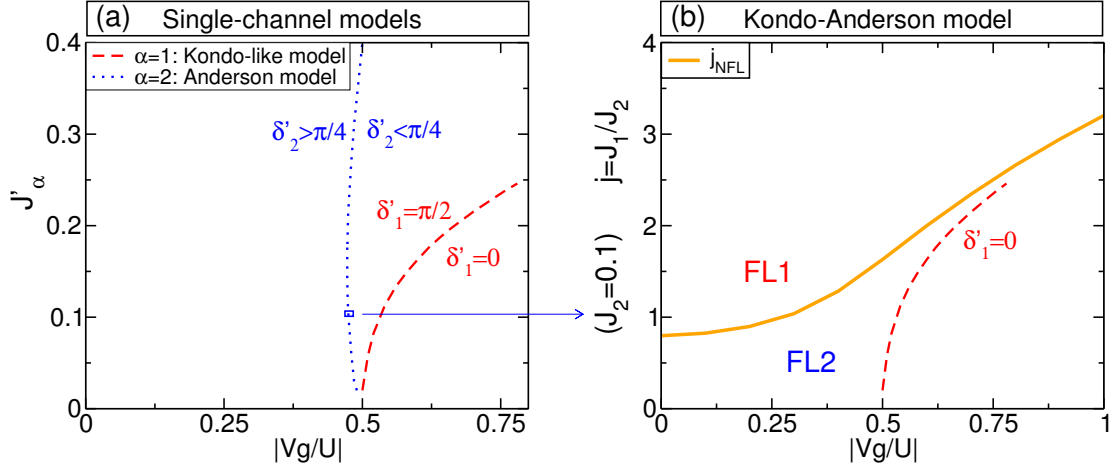 (a) Single-channel models
α=1: Kondo-like model
α=2: Anderson model
0.4
0.3
0.2
0.1
0
J'α
δ'2>π/4 δ'2<π/4
δ'1=π/2
δ'1=0
0 0.25 0.5 0.75
|Vg/U|
(b) Kondo-Anderson model
jNFL
4
3
2
1
0
(J2=0.1) j=J1/J2
FL1
FL2
δ'1=0
0 0.25 0.5 0.75 1
|Vg/U|